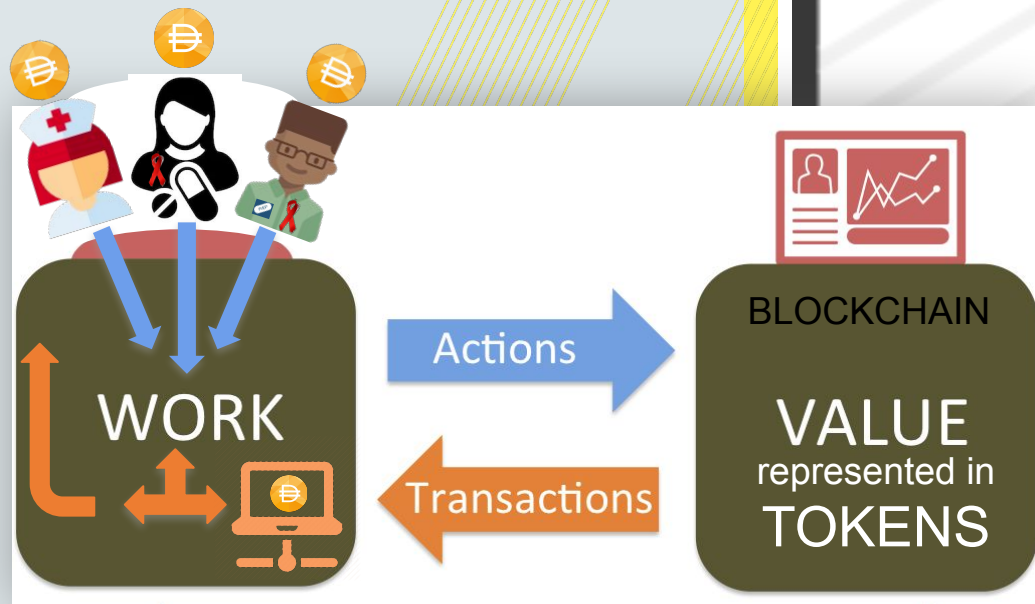 WORK
Actions
Transactions
BLOCKCHAIN
VALUE
represented in
TOKENS